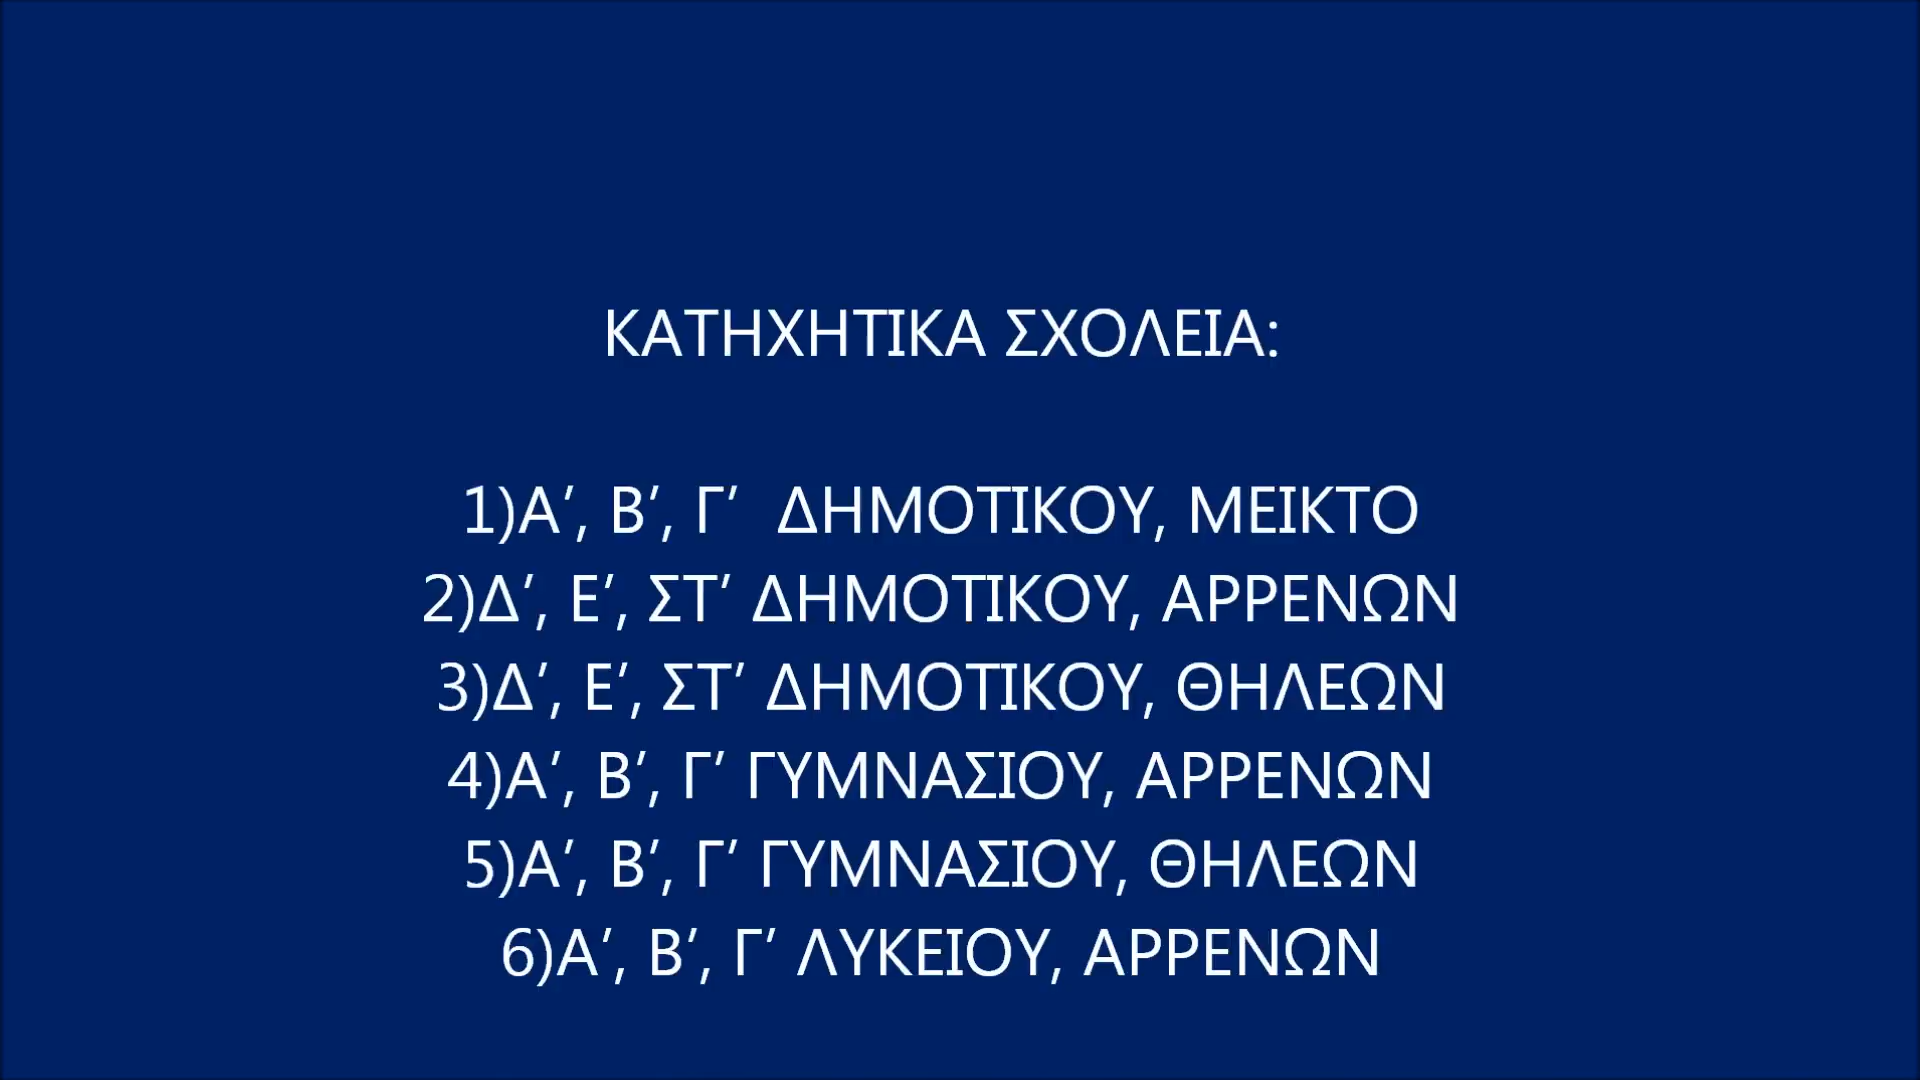 ΚΑΤΗΧΗΤΙΚΑ ΣΧΟΛΕΙΑ:
1)Α’, Β’, Γ’ ΔΗΜΟΤΙΚΟΥ, ΜΕΙΚΤΟ
2)Δ’, Ε’, ΣΤ’ ΔΗΜΟΤΙΚΟΥ, ΑΡΡΕΝΩΝ
3)Δ’, Ε’, ΣΤ’ ΔΗΜΟΤΙΚΟΥ, ΘΗΛΕΩΝ
4)Α’, Β’, Γ’ ΓΥΜΝΑΣΙΟΥ, ΑΡΡΕΝΩΝ
5)Α’, Β’, Γ’ ΓΥΜΝΑΣΙΟΥ, ΘΗΛΕΩΝ
6)Α’, Β’, Γ’ ΛΥΚΕΙΟΥ, ΑΡΡΕΝΩΝ